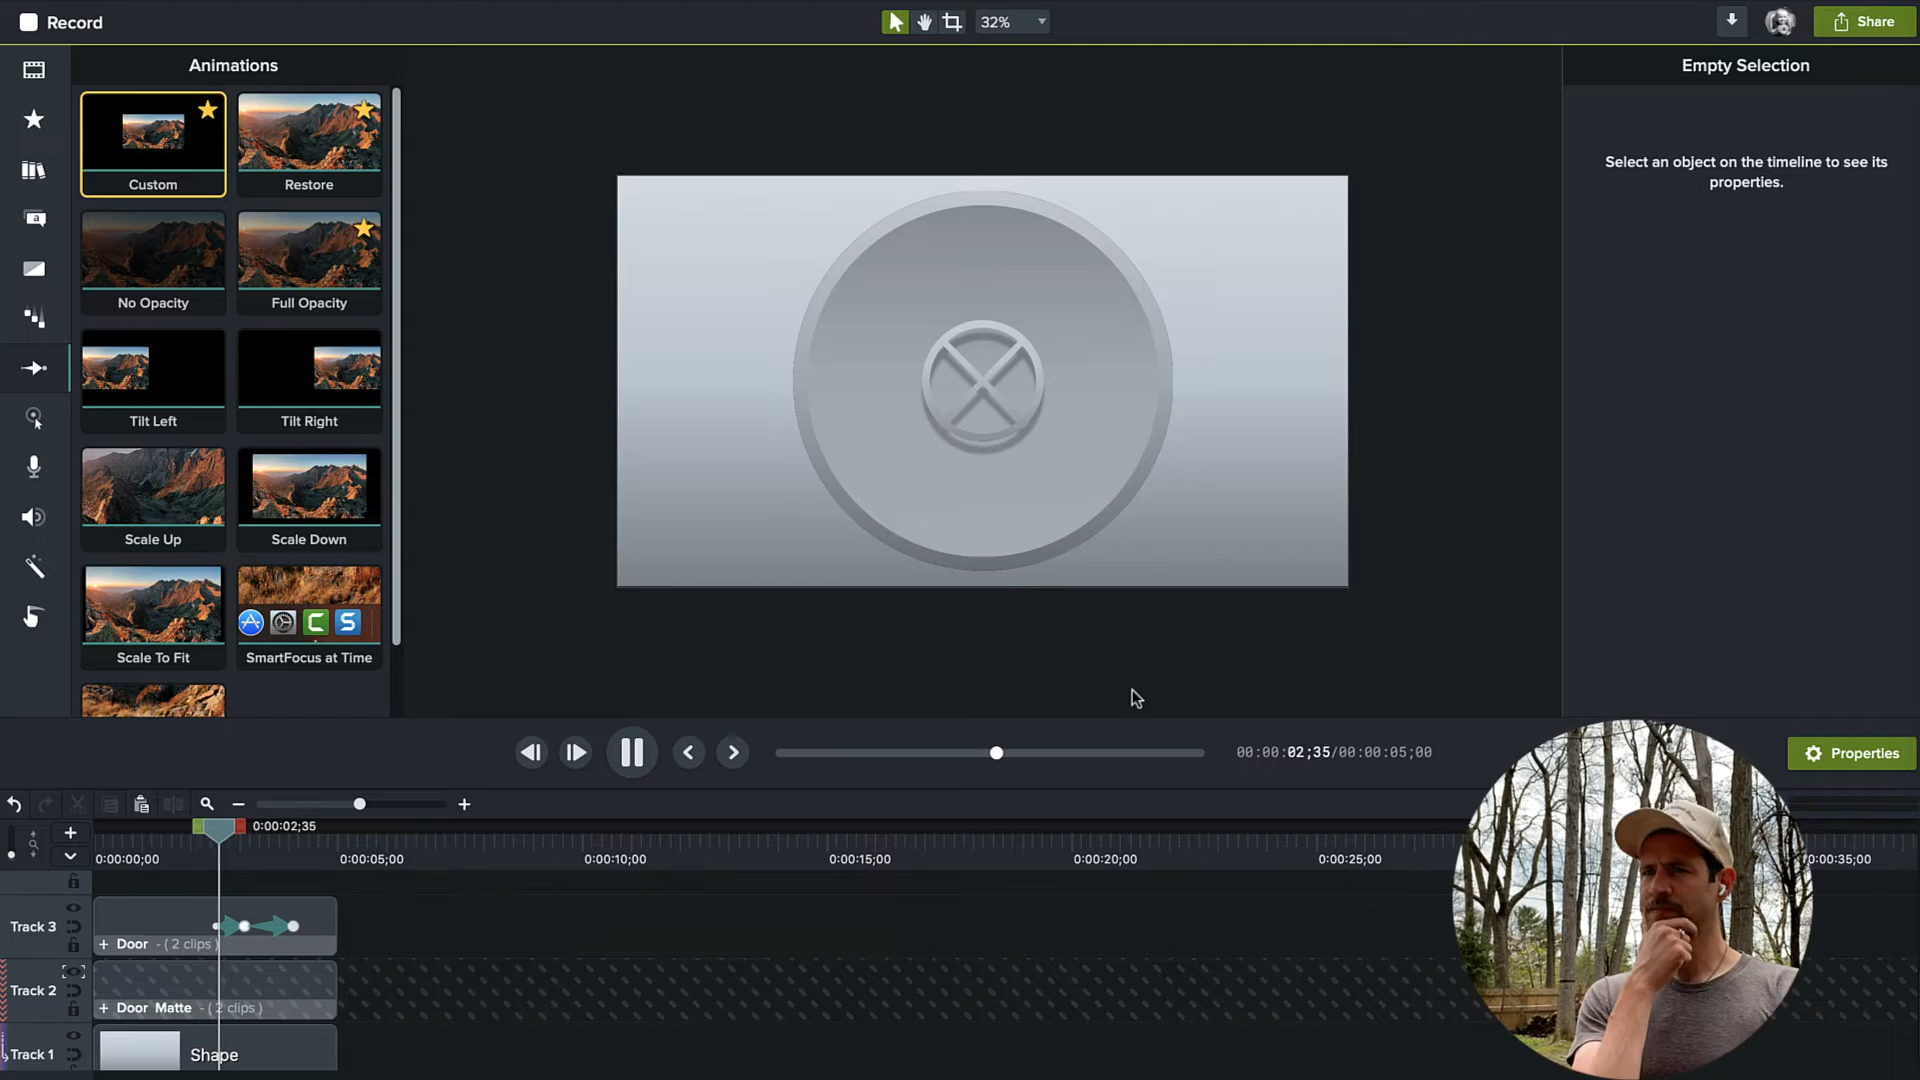 Record
32%
Share
Animations
Empty Selection
Custom
Restore
Select an object on the timeline to see its
properties.
No Opacity
Full Opacity
Tilt Left
Tilt Right
Scale Up
Scale Down
Scale To Fit
SmartFocus at Time
00:00:02;35/00:00:05;00
Properties
0:00:02;35
0:00:00;00
0:00:05;00
0:00:10;00
0:00:15;00
0:00:20;00
0:00:25;00
0:00:35;00
Track 3
+ Door - ( 2 clips )
Track 2
+ Door Matte - ( 2 clips )
Track 1
Shape